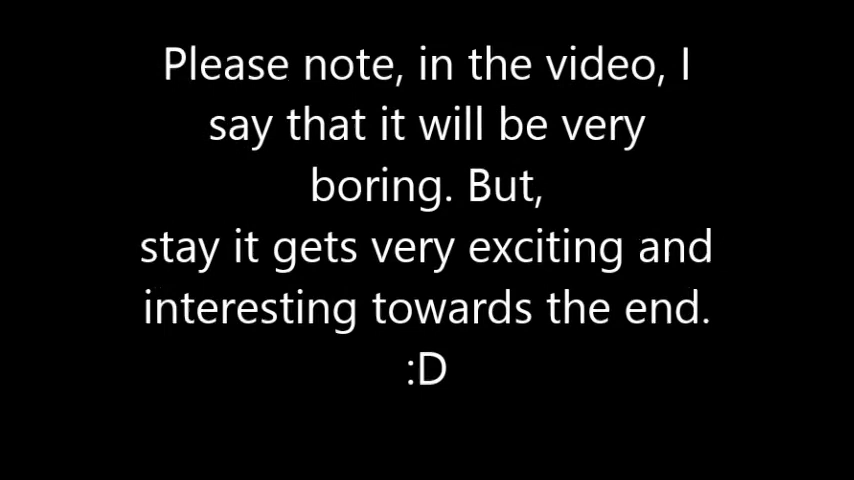 Please note, in the video, I
say that it will be very
boring. But,
stay it gets very exciting and
interesting towards the end.
:D